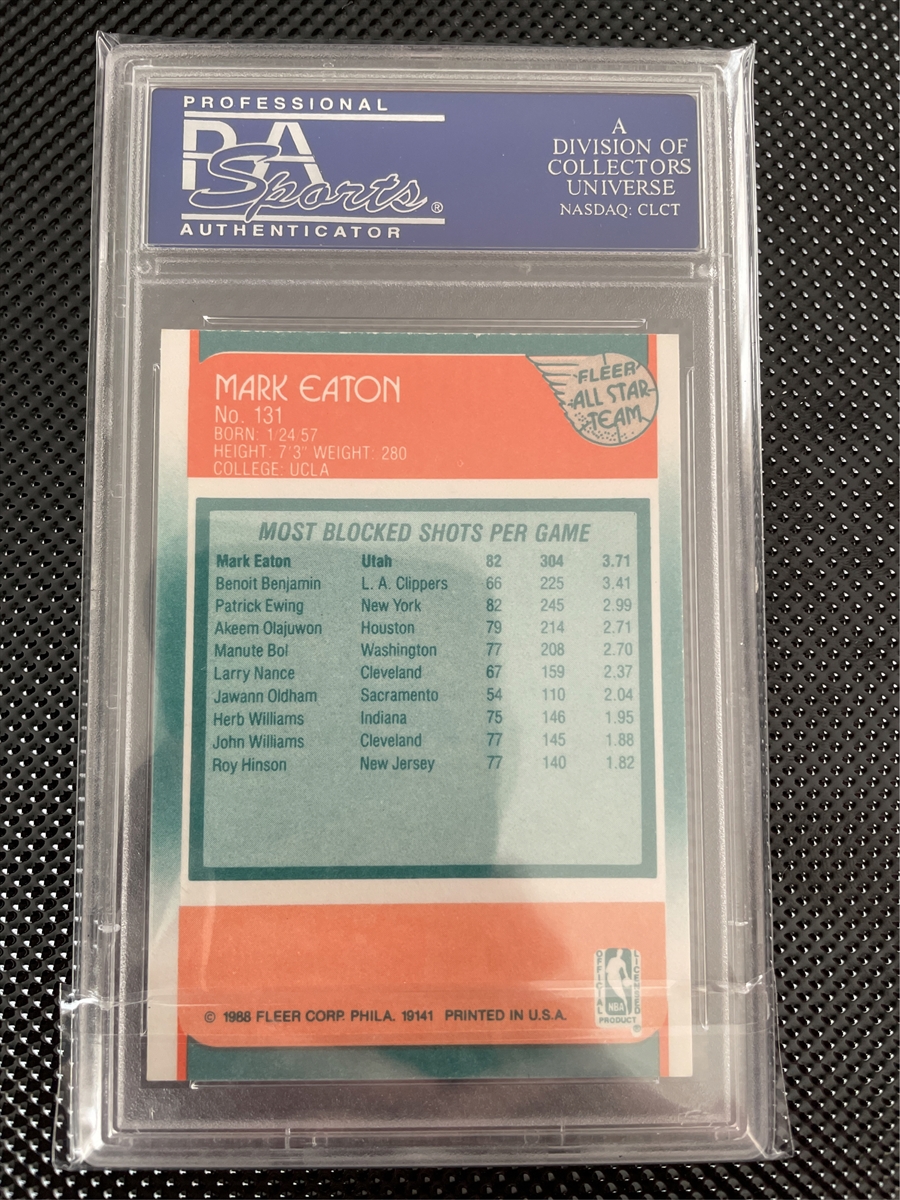 PROFESSIONAL
PSA
Sports ®
AUTHENTICATOR
A
DIVISION OF
COLLECTORS
UNIVERSE
NASDAQ: CLCT
MARK EATON
No. 131
BORN: 1 24 57
HEIGHT: 7'3" WEIGHT: 280
COLLEGE: UCLA
FLEER
ALL STAR
TEAM
MOST BLOCKED SHOTS PER GAME
Mark Eaton Utah 82 304 3.71
Benoit Benjamin L. A. Clippers 66 225 3.41
Patrick Ewing New York 82 245 2.99
Akeem Olajuwon Houston 79 214 2.71
Manute Bol Washington 77 208 2.70
Larry Nance Cleveland 67 159 2.37
Jawann Oldham Sacramento 54 110 2.04
Herb Williams Indiana 75 146 1.95
John Williams Cleveland 77 145 1.88
Roy Hinson New Jersey 77 140 1.82
© 1988 FLEER CORP. PHILA. 19141 PRINTED IN U.S.A.
OFFICIAL
LICENSED
NBA
PRODUCT ®